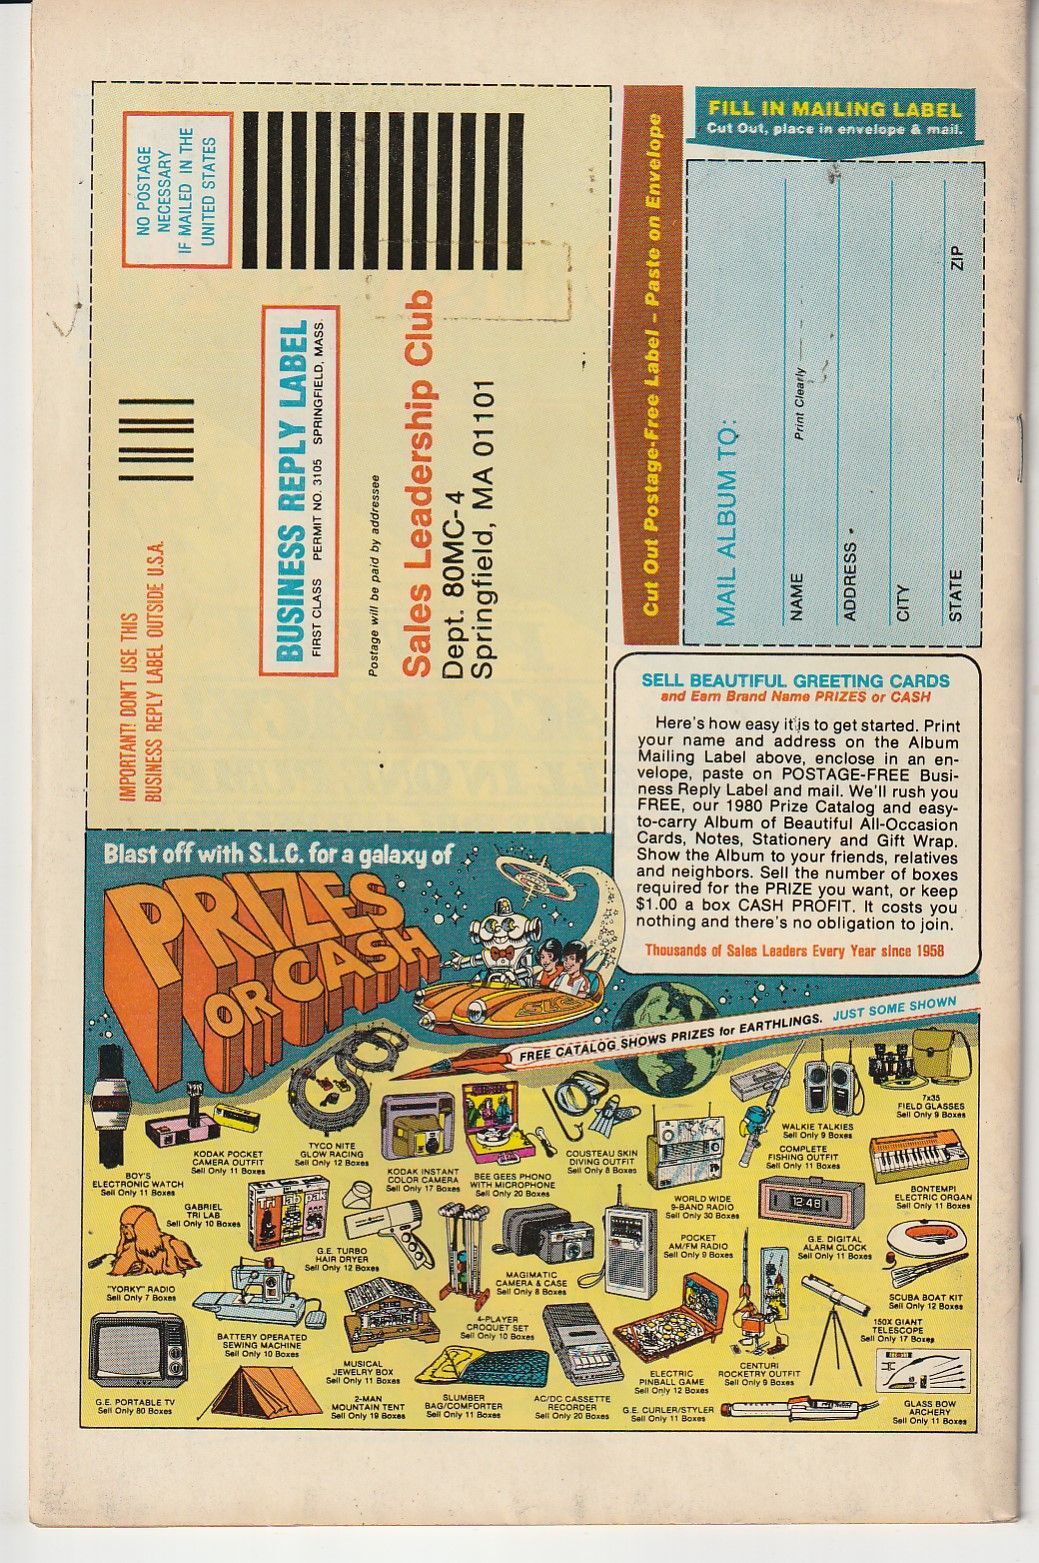 FILL IN MAILING LABEL
Cut Out, place in envelope & mail.
NO POSTAGE
NECESSARY
IF MAILED IN THE
UNITED STATES
IMPORTANT! DON'T USE THIS
BUSINESS REPLY LABEL OUTSIDE U.S.A.
BUSINESS REPLY LABEL
FIRST CLASS PERMIT NO. 3105 SPRINGFIELD, MASS.
Postage will be paid by addressee
Sales Leadership Club
Dept. 80MC-4
Springfield, MA 01101
Cut Out Postage-Free Label – Paste on Envelope
MAIL ALBUM TO:
Print Clearly
NAME
ADDRESS
CITY
STATE ZIP
SELL BEAUTIFUL GREETING CARDS
and Earn Brand Name PRIZES or CASH
Here's how easy it is to get started. Print
your name and address on the Album
Mailing Label above, enclose in an en-
velope, paste on POSTAGE-FREE Busi-
ness Reply Label and mail. We'll rush you
FREE, our 1980 Prize Catalog and easy-
to-carry Album of Beautiful All-Occasion
Cards, Notes, Stationery and Gift Wrap.
Show the Album to your friends, relatives
and neighbors. Sell the number of boxes
required for the PRIZE you want, or keep
$1.00 a box CASH PROFIT. It costs you
nothing and there's no obligation to join.
Thousands of Sales Leaders Every Year since 1958
Blast off with S.L.C. for a galaxy of
PRIZES
OR CASH
SLC
FREE CATALOG SHOWS PRIZES for EARTHLINGS. JUST SOME SHOWN
BOY'S
ELECTRONIC WATCH
Sell Only 11 Boxes
KODAK POCKET
CAMERA OUTFIT
Sell Only 11 Boxes
TYCO NITE
GLOW RACING
Sell Only 12 Boxes
KODAK INSTANT
COLOR CAMERA
Sell Only 17 Boxes
BEE GEES PHONO
WITH MICROPHONE
Sell Only 20 Boxes
COUSTEAU SKIN
DIVING OUTFIT
Sell Only 8 Boxes
WORLD WIDE
9-BAND RADIO
Sell Only 30 Boxes
WALKIE TALKIES
Sell Only 9 Boxes
COMPLETE
FISHING OUTFIT
Sell Only 11 Boxes
7x35
FIELD GLASSES
Sell Only 9 Boxes
BONTEMPI
ELECTRIC ORGAN
Sell Only 11 Boxes
GABRIEL
TRI LAB
Sell Only 10 Boxes
Tri lab pak
G.E. TURBO
HAIR DRYER
Sell Only 12 Boxes
MAGIMATIC
CAMERA & CASE
Sell Only 8 Boxes
POCKET
AM/FM RADIO
Sell Only 9 Boxes
12:48
G.E. DIGITAL
ALARM CLOCK
Sell Only 11 Boxes
SCUBA BOAT KIT
Sell Only 12 Boxes
"YORKY" RADIO
Sell Only 7 Boxes
BATTERY OPERATED
SEWING MACHINE
Sell Only 10 Boxes
4-PLAYER
CROQUET SET
Sell Only 10 Boxes
150X GIANT
TELESCOPE
Sell Only 17 Boxes
MUSICAL
JEWELRY BOX
Sell Only 11 Boxes
ELECTRIC
PINBALL GAME
Sell Only 12 Boxes
CENTURI
ROCKETRY OUTFIT
Sell Only 9 Boxes
G.E. PORTABLE TV
Sell Only 80 Boxes
2-MAN
MOUNTAIN TENT
Sell Only 19 Boxes
SLUMBER
BAG/COMFORTER
Sell Only 11 Boxes
AC/DC CASSETTE
RECORDER
Sell Only 20 Boxes
G.E. CURLER/STYLER
Sell Only 11 Boxes
GLASS BOW
ARCHERY
Sell Only 11 Boxes